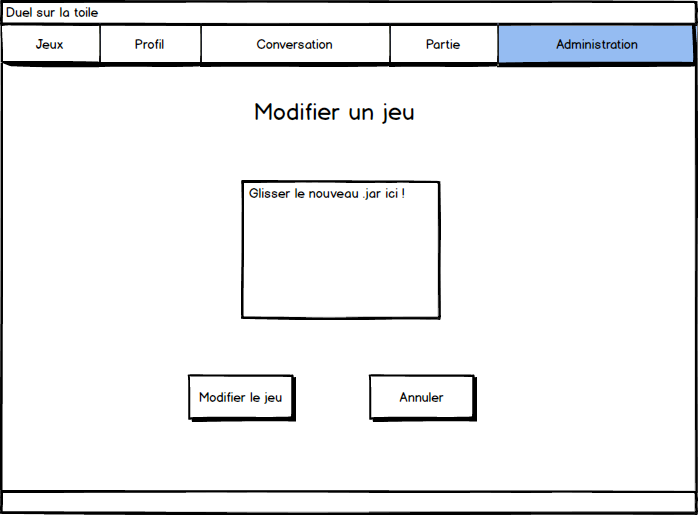 Duel sur la toile
Jeux Profil Conversation Partie Administration
Modifier un jeu
Glisser le nouveau .jar ici !
Modifier le jeu Annuler